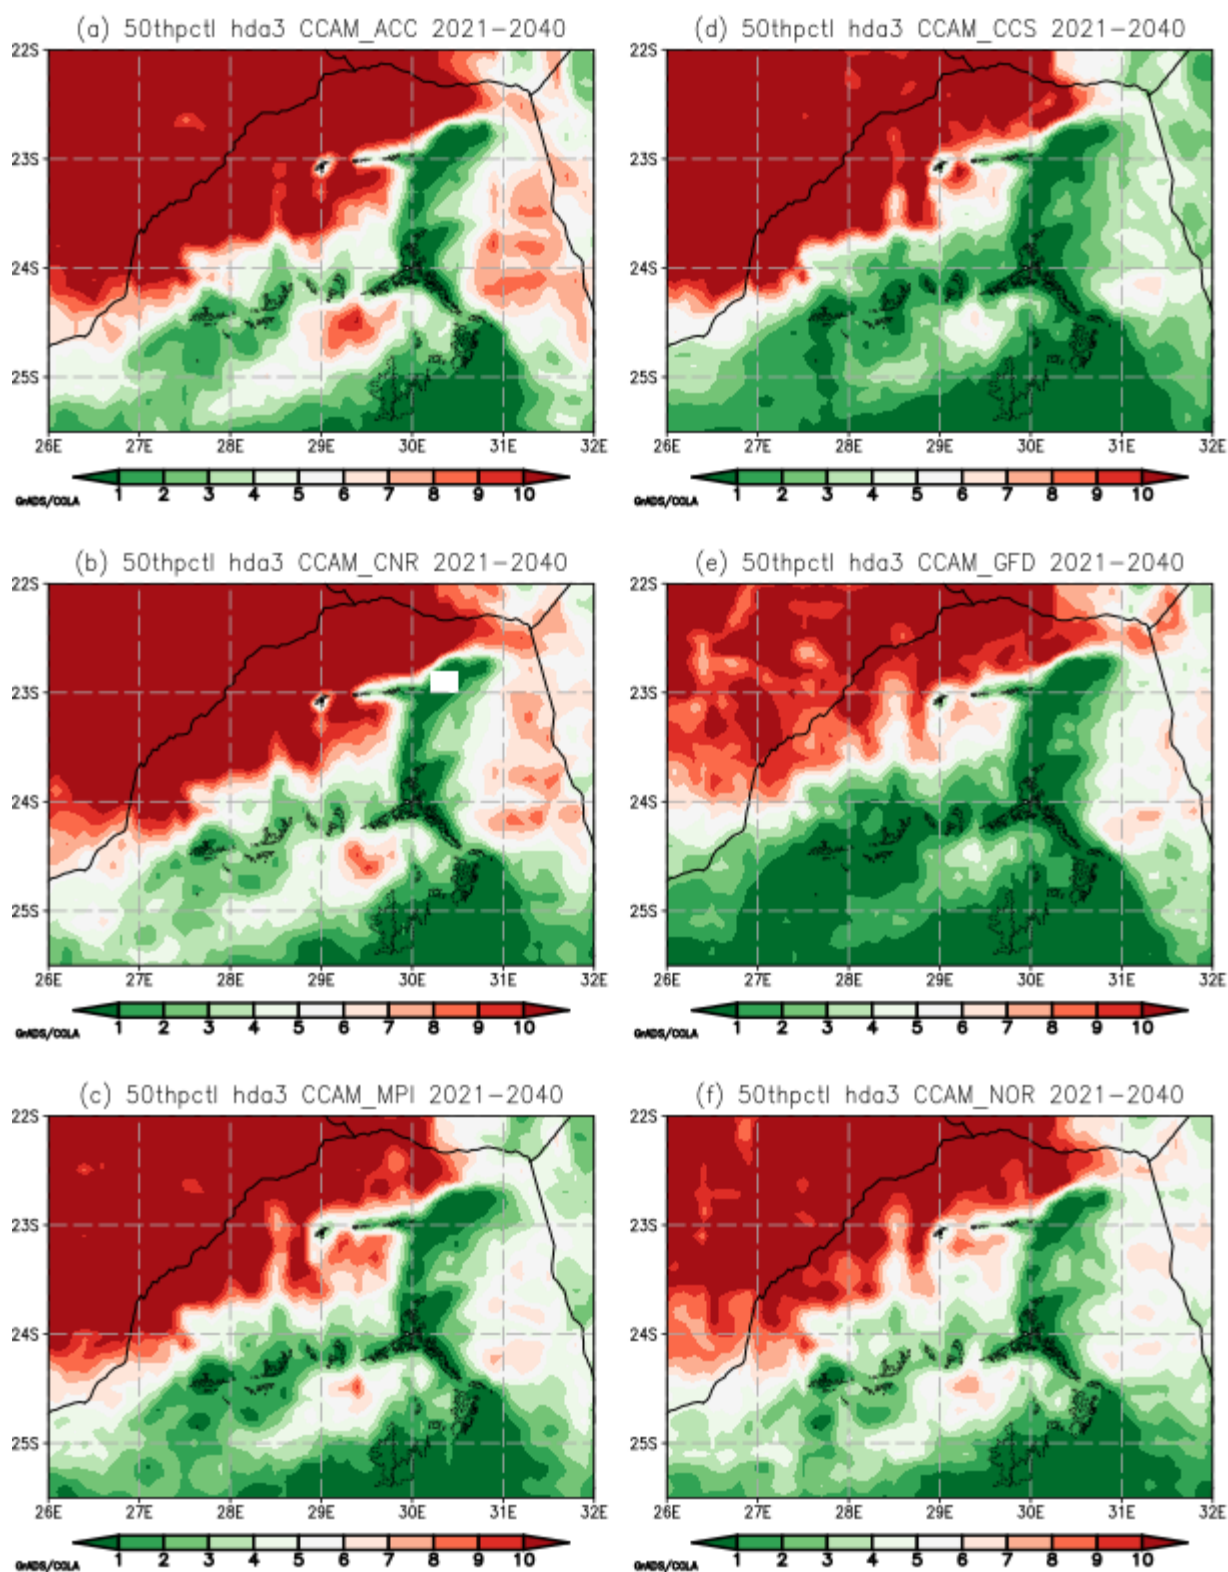 (a) 50thpctl hda3 CCAM_ACC 2021-2040
22S
23S
24S
25S
26E 27E 28E 29E 30E 31E 32E
1 2 3 4 5 6 7 8 9 10
GrADS/COLA
(d) 50thpctl hda3 CCAM_CCS 2021-2040
22S
23S
24S
25S
26E 27E 28E 29E 30E 31E 32E
1 2 3 4 5 6 7 8 9 10
GrADS/COLA
(b) 50thpctl hda3 CCAM_CNR 2021-2040
22S
23S
24S
25S
26E 27E 28E 29E 30E 31E 32E
1 2 3 4 5 6 7 8 9 10
GrADS/COLA
(e) 50thpctl hda3 CCAM_GFD 2021-2040
22S
23S
24S
25S
26E 27E 28E 29E 30E 31E 32E
1 2 3 4 5 6 7 8 9 10
GrADS/COLA
(c) 50thpctl hda3 CCAM_MPI 2021-2040
22S
23S
24S
25S
26E 27E 28E 29E 30E 31E 32E
1 2 3 4 5 6 7 8 9 10
GrADS/COLA
(f) 50thpctl hda3 CCAM_NOR 2021-2040
22S
23S
24S
25S
26E 27E 28E 29E 30E 31E 32E
1 2 3 4 5 6 7 8 9 10
GrADS/COLA